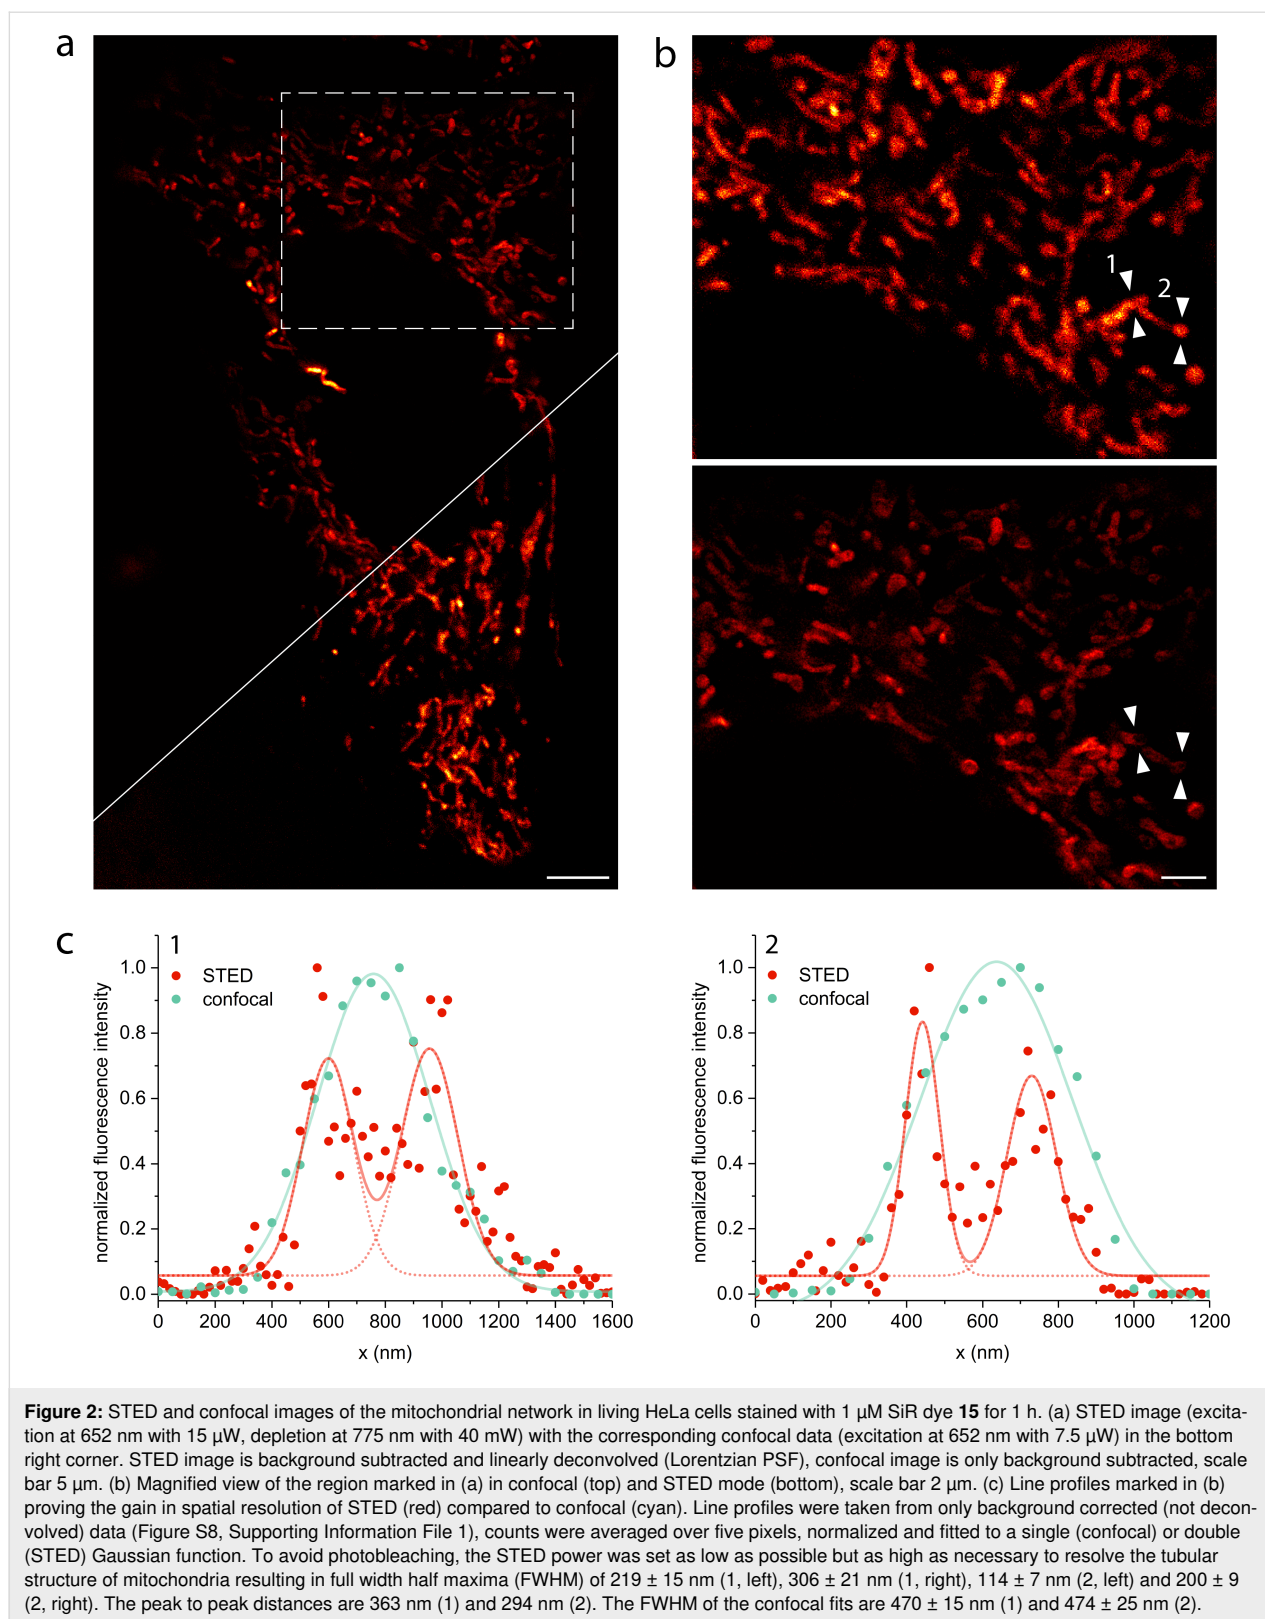 a
b
1
2
c
1
STED
confocal
normalized fluorescence intensity
1.0
0.8
0.6
0.4
0.2
0.0
0 200 400 600 800 1000 1200 1400 1600
x (nm)
2
STED
confocal
normalized fluorescence intensity
1.0
0.8
0.6
0.4
0.2
0.0
0 200 400 600 800 1000 1200
x (nm)
Figure 2: STED and confocal images of the mitochondrial network in living HeLa cells stained with 1 µM SiR dye 15 for 1 h. (a) STED image (excita-
tion at 652 nm with 15 µW, depletion at 775 nm with 40 mW) with the corresponding confocal data (excitation at 652 nm with 7.5 µW) in the bottom
right corner. STED image is background subtracted and linearly deconvolved (Lorentzian PSF), confocal image is only background subtracted, scale
bar 5 µm. (b) Magnified view of the region marked in (a) in confocal (top) and STED mode (bottom), scale bar 2 µm. (c) Line profiles marked in (b)
proving the gain in spatial resolution of STED (red) compared to confocal (cyan). Line profiles were taken from only background corrected (not decon-
volved) data (Figure S8, Supporting Information File 1), counts were averaged over five pixels, normalized and fitted to a single (confocal) or double
(STED) Gaussian function. To avoid photobleaching, the STED power was set as low as possible but as high as necessary to resolve the tubular
structure of mitochondria resulting in full width half maxima (FWHM) of 219 ± 15 nm (1, left), 306 ± 21 nm (1, right), 114 ± 7 nm (2, left) and 200 ± 9
(2, right). The peak to peak distances are 363 nm (1) and 294 nm (2). The FWHM of the confocal fits are 470 ± 15 nm (1) and 474 ± 25 nm (2).